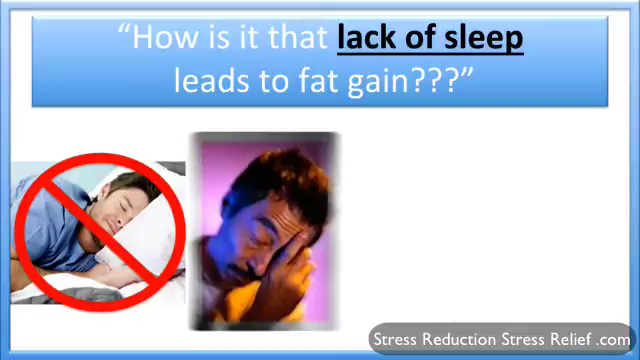 “How is it that lack of sleep
leads to fat gain???”
Stress Reduction Stress Relief .com